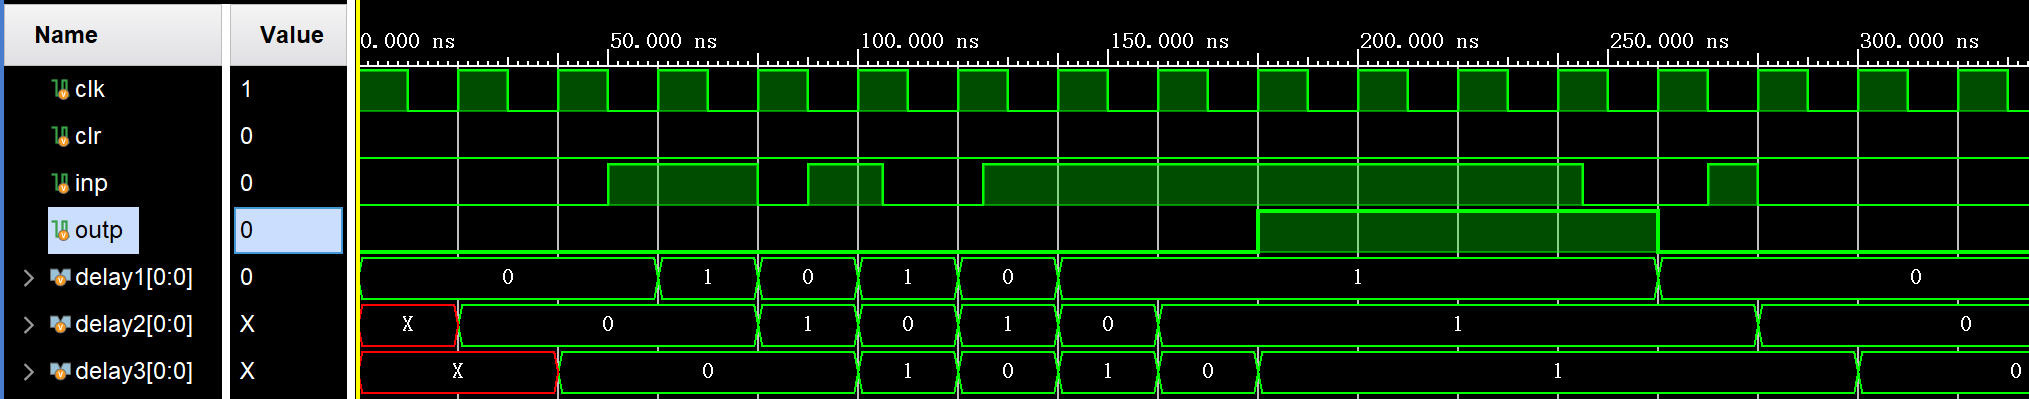 Name Value 0.000 ns 50.000 ns 100.000 ns 150.000 ns 200.000 ns 250.000 ns 300.000 ns
clk 1
clr 0
inp 0
outp 0
delay1[0:0] 0 0 1 0 1 0 1 0
delay2[0:0] X X 0 1 0 1 0 1 0
delay3[0:0] X X 0 1 0 1 0 1 0